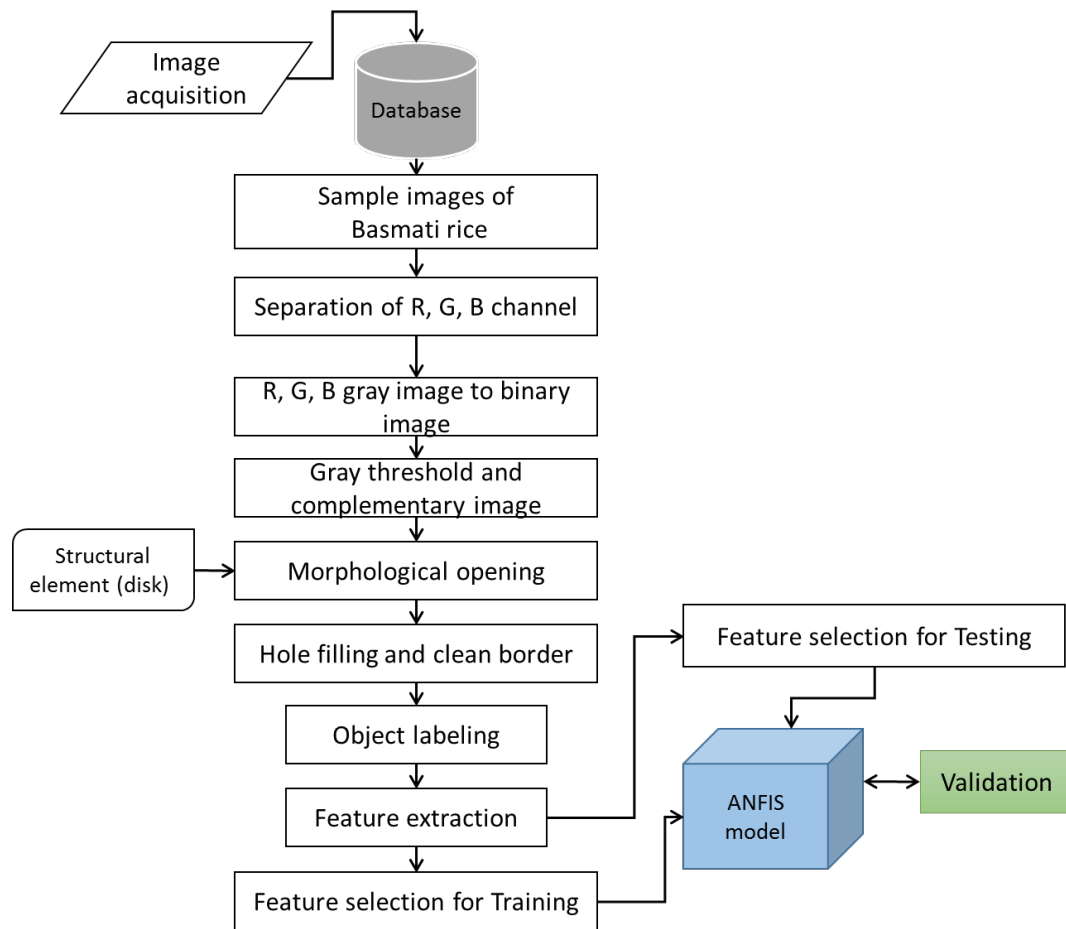 Image
acquisition
Database
Sample images of
Basmati rice
Separation of R, G, B channel
R, G, B gray image to binary
image
Gray threshold and
complementary image
Structural
element (disk)
Morphological opening
Hole filling and clean border
Feature selection for Testing
Object labeling
Feature extraction
ANFIS
model
Validation
Feature selection for Training